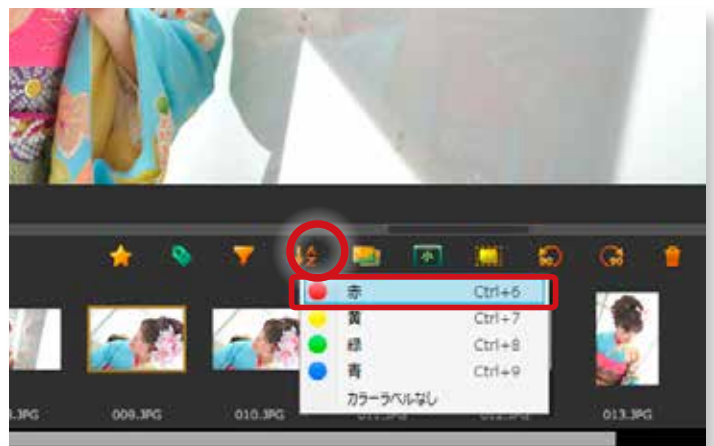 小
赤 Ctrl+6
黄 Ctrl+7
緑 Ctrl+8
青 Ctrl+9
カラーラベルなし
009.JPG
010.JPG
013.JPG